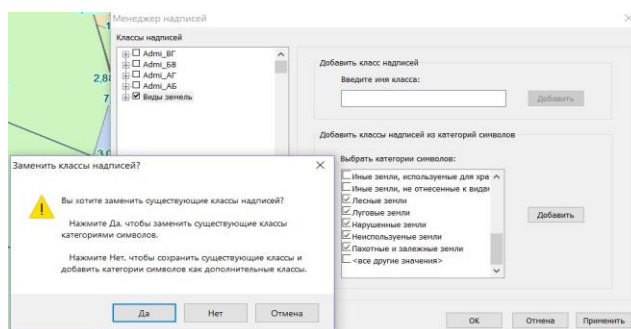 Менеджер надписей
Классы надписей
Admi_ВГ
Admi_БВ
Admi_АГ
Admi_АБ
Виды земель
Добавить класс надписей
Введите имя класса:
Добавить
Добавить классы надписей из категорий символов
Выбрать категории символов:
Иные земли, используемые для хра
Иные земли, не отнесенные к видам
Лесные земли
Луговые земли
Нарушенные земли
Неиспользуемые земли
Пахотные и залежные земли
<все другие значения>
Добавить
OK
Отмена
Применить
Заменить классы надписей?
Вы хотите заменить существующие классы надписей?
Нажмите Да, чтобы заменить существующие классы
категориями символов.
Нажмите Нет, чтобы сохранить существующие классы и
добавить категории символов как дополнительные классы.
Да
Нет
Отмена